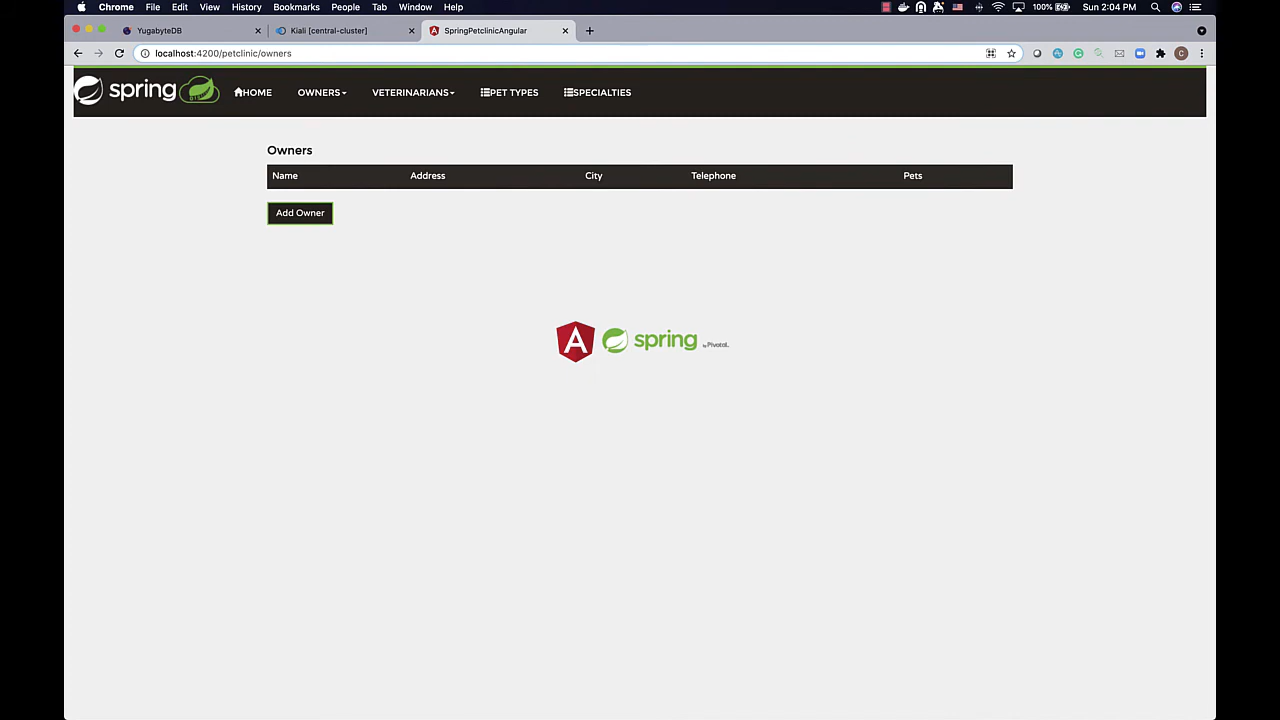 Chrome File Edit View History Bookmarks People Tab Window Help 100% Sun 2:04 PM
YugabyteDB Kiali [central-cluster] SpringPetclinicAngular
localhost:4200/petclinic/owners C
spring HOME OWNERS VETERINARIANS PET TYPES SPECIALTIES
Owners
Name Address City Telephone Pets
Add Owner
A spring by Pivotal.